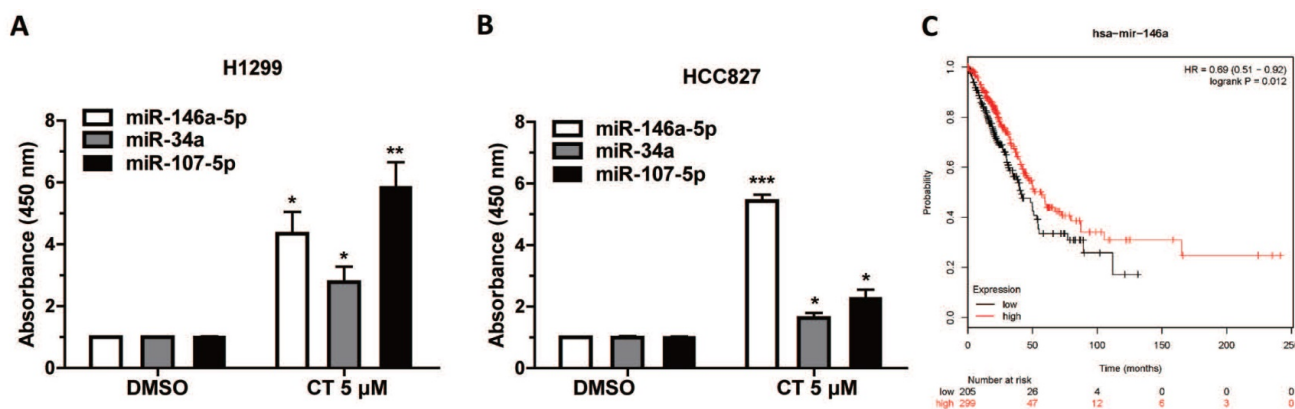 A
H1299
Absorbance (450 nm)
8
6
4
2
0
miR-146a-5p
miR-34a
miR-107-5p
*
*
**
DMSO
CT 5 μM
B
HCC827
Absorbance (450 nm)
8
6
4
2
0
miR-146a-5p
miR-34a
miR-107-5p
***
*
*
DMSO
CT 5 μM
C
hsa-mir-146a
HR = 0.69 (0.51 - 0.92)
logrank P = 0.012
Probability
1.0
0.8
0.6
0.4
0.2
0.0
Expression
low
high
0 50 100 150 200 250
Time (months)
Number at risk
low 205 26 4 0 0 0
high 299 47 12 6 3 0